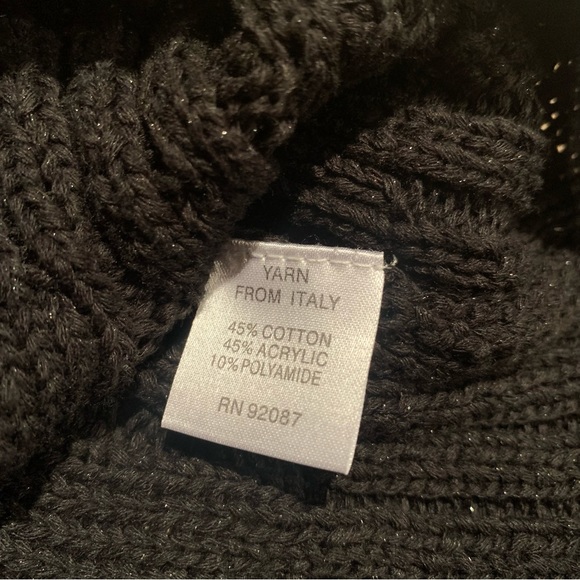 YARN
FROM ITALY
45% COTTON
45% ACRYLIC
10% POLYAMIDE
RN 92087